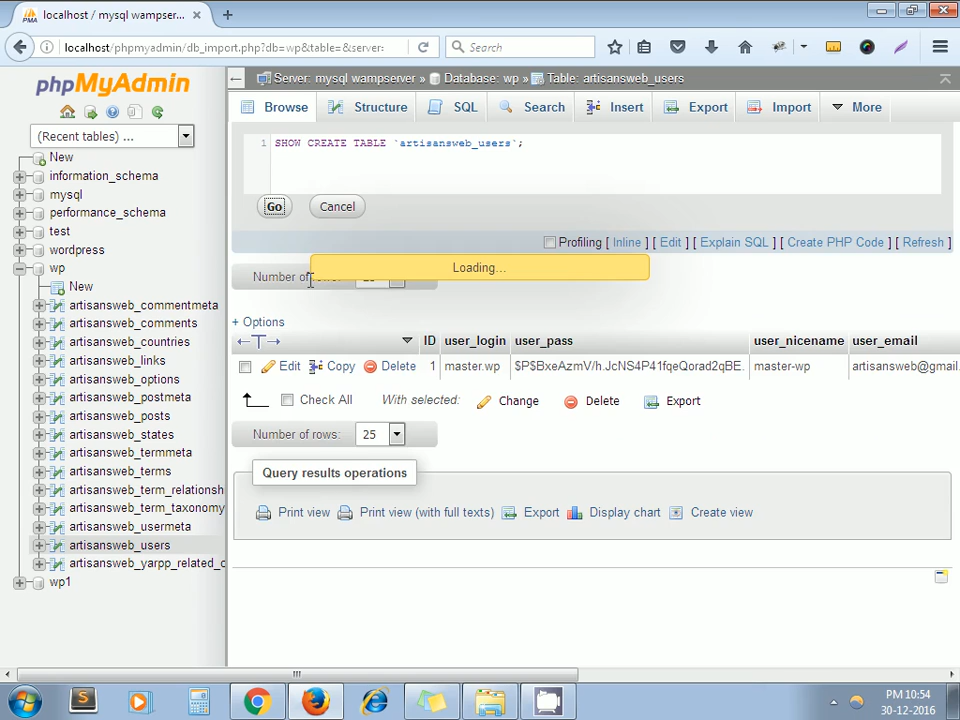 localhost / mysql wampser...
localhost/phpmyadmin/db_import.php?db=wp&table=&server:
Search
phpMyAdmin
(Recent tables) ...
New
information_schema
mysql
performance_schema
test
wordpress
wp
New
artisansweb_commentmeta
artisansweb_comments
artisansweb_countries
artisansweb_links
artisansweb_options
artisansweb_postmeta
artisansweb_posts
artisansweb_states
artisansweb_termmeta
artisansweb_terms
artisansweb_term_relationsh
artisansweb_term_taxonomy
artisansweb_usermeta
artisansweb_users
artisansweb_yarpp_related_c
wp1
Server: mysql wampserver » Database: wp » Table: artisansweb_users
Browse Structure SQL Search Insert Export Import More
1 SHOW CREATE TABLE `artisansweb_users`;
Go Cancel
Profiling [ Inline ] [ Edit ] [ Explain SQL ] [ Create PHP Code ] [ Refresh ]
Loading...
Number of rows: 25
+ Options
ID user_login user_pass user_nicename user_email
Edit Copy Delete 1 master.wp $P$BxeAzmV/h.JcNS4P41fqeQorad2qBE. master-wp artisansweb@gmail.
Check All With selected: Change Delete Export
Number of rows: 25
Query results operations
Print view Print view (with full texts) Export Display chart Create view
PM 10:54
30-12-2016